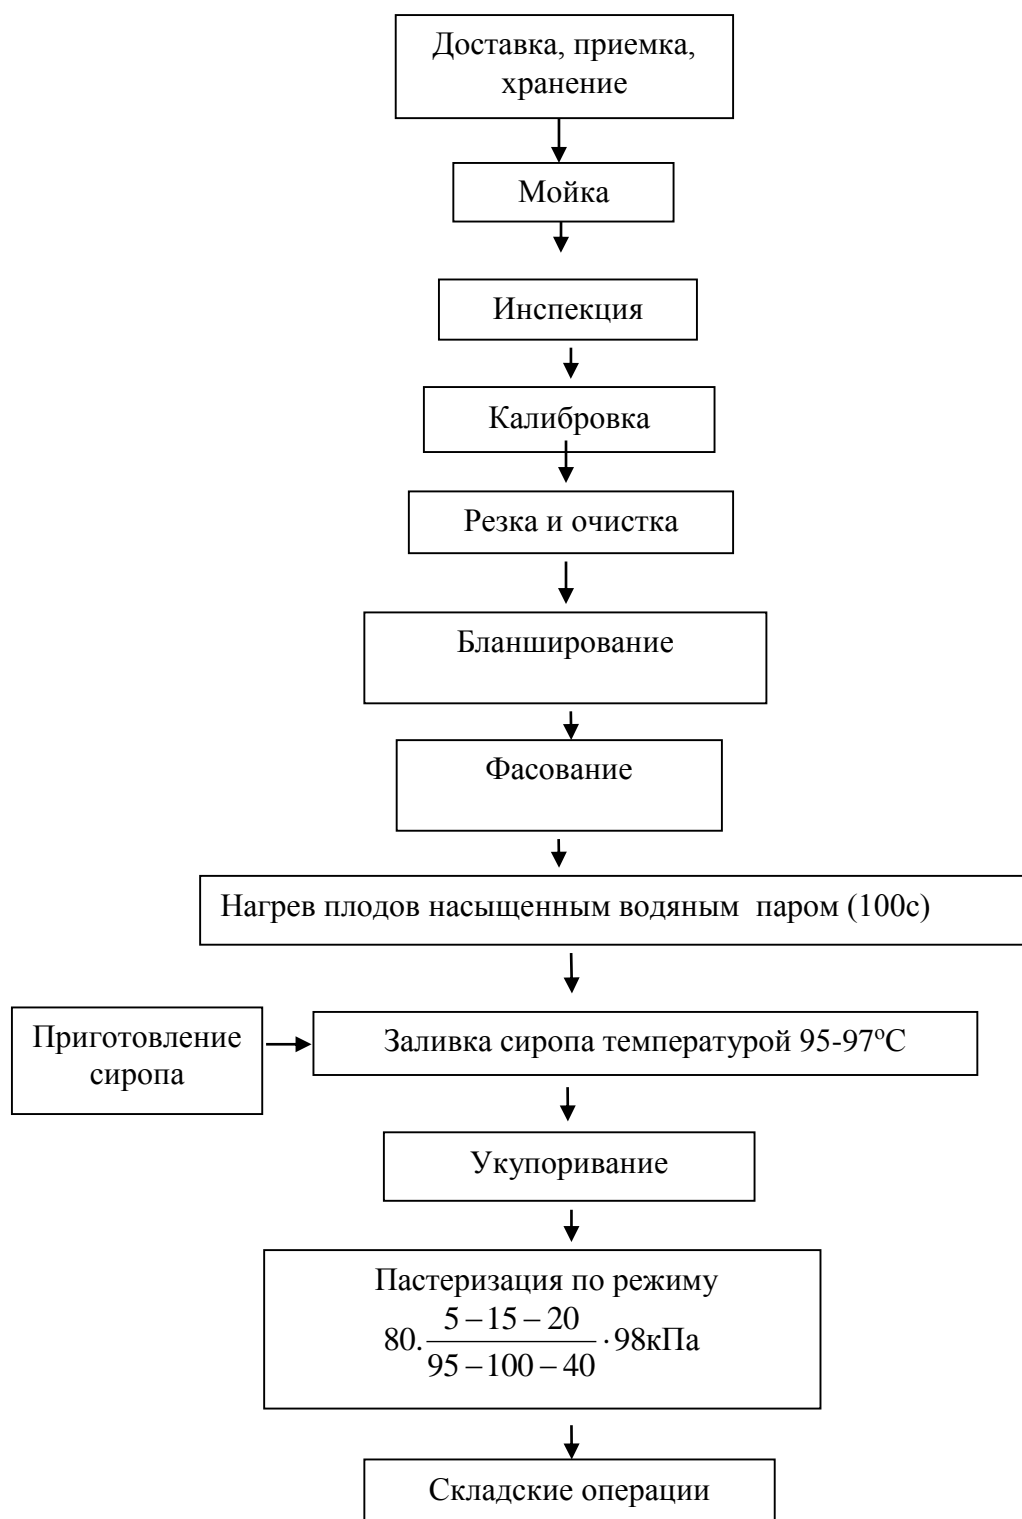 Доставка, приемка,
хранение
Мойка
Инспекция
Калибровка
Резка и очистка
Бланширование
Фасование
Нагрев плодов насыщенным водяным паром (100с)
Приготовление
сиропа
Заливка сиропа температурой 95-97°С
Укупоривание
Пастеризация по режиму
5–15–20
80. ––– ·98кПа
95–100–40
Складские операции